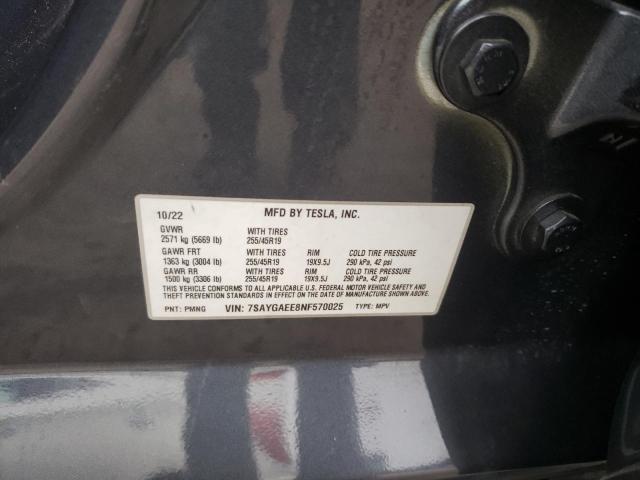 10/22 MFD BY TESLA, INC.
GVWR WITH TIRES
2571 kg (5669 lb) 255/45R19
GAWR FRT WITH TIRES RIM COLD TIRE PRESSURE
1363 kg (3004 lb) 255/45R19 19X9.5J 290 kPa, 42 psi
GAWR RR WITH TIRES RIM COLD TIRE PRESSURE
1500 kg (3306 lb) 255/45R19 19X9.5J 290 kPa, 42 psi
THIS VEHICLE CONFORMS TO ALL APPLICABLE U.S. FEDERAL MOTOR VEHICLE SAFETY AND
THEFT PREVENTION STANDARDS IN EFFECT ON THE DATE OF MANUFACTURE SHOWN ABOVE.
PNT: PMNG VIN: 7SAYGAEE8NF570025 TYPE: MPV